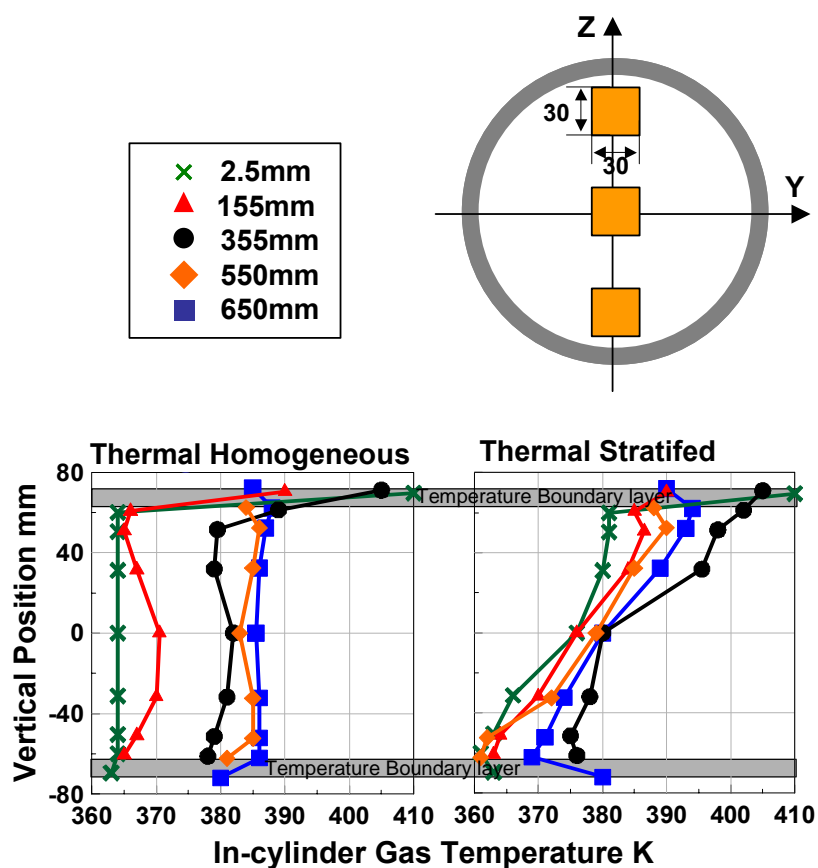 Z
30
30
Y
2.5mm
155mm
355mm
550mm
650mm
Thermal Homogeneous
Thermal Stratifed
80
40
0
-40
-80
Vertical Position mm
Temperature Boundary layer
Temperature Boundary layer
360 370 380 390 400 410
360 370 380 390 400 410
In-cylinder Gas Temperature K